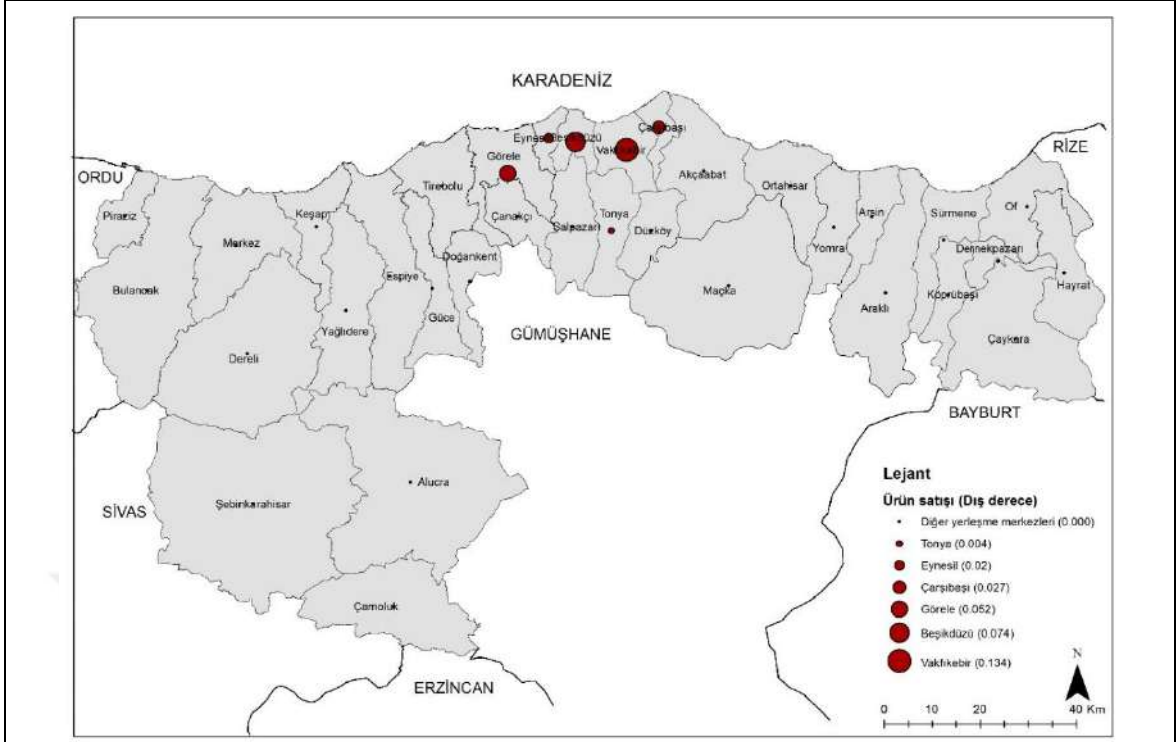 KARADENİZ
ORDU
RİZE
Piraziz
Bulancak
Merkez
Keşap
Dereli
Yağlıdere
Espiye
Güce
Tirebolu
Doğankent
Görele
Çanakçı
Eynesil
Beşikdüzü
Şalpazarı
Vakfıkebir
Tonya
Çarşıbaşı
Düzköy
Akçaabat
Maçka
Ortahisar
Yomra
Arsin
Araklı
Sürmene
Köprübaşı
Of
Dernekpazarı
Hayrat
Çaykara
GÜMÜŞHANE
BAYBURT
SİVAS
Şebinkarahisar
Alucra
Çamoluk
ERZİNCAN
Lejant
Ürün satışı (Dış derece)
Diğer yerleşme merkezleri (0.000)
Tonya (0.004)
Eynesil (0.02)
Çarşıbaşı (0.027)
Görele (0.052)
Beşikdüzü (0.074)
Vakfıkebir (0.134)
N
0 10 20 40 Km